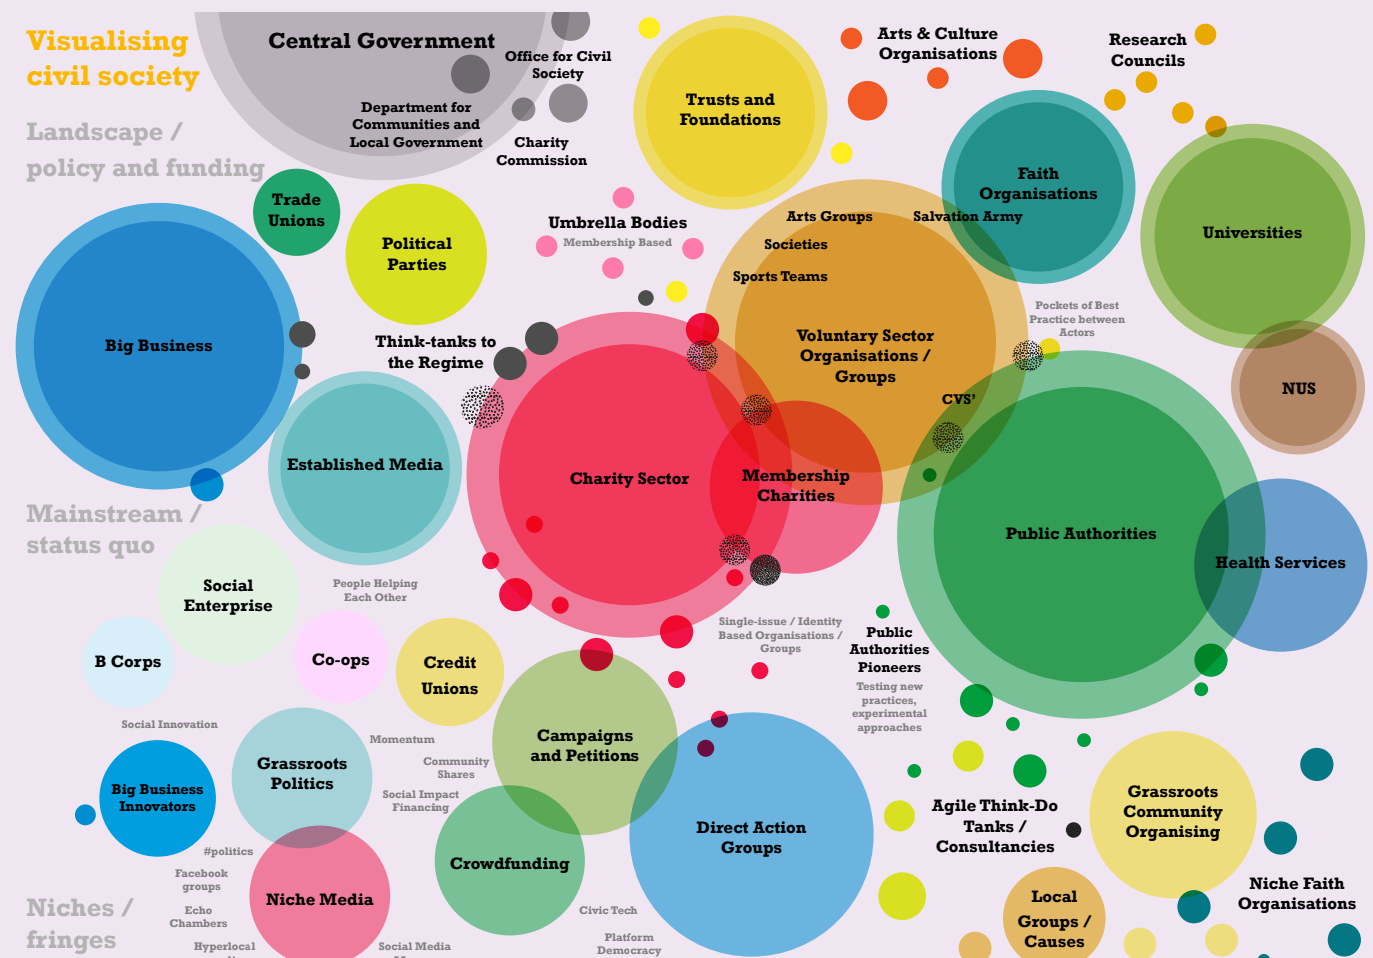 Visualising
civil society
Landscape /
policy and funding
Central Government
Office for Civil
Society
Department for
Communities and
Local Government
Charity
Commission
Trusts and
Foundations
Arts & Culture
Organisations
Research
Councils
Trade
Unions
Political
Parties
Umbrella Bodies
Membership Based
Arts Groups
Societies
Sports Teams
Salvation Army
Faith
Organisations
Universities
Big Business
Think-tanks to
the Regime
Voluntary Sector
Organisations /
Groups
CVS'
Pockets of Best
Practice between
Actors
NUS
Established Media
Charity Sector
Membership
Charities
Public Authorities
Health Services
Mainstream /
status quo
Social
Enterprise
People Helping
Each Other
B Corps
Co-ops
Credit
Unions
Single-issue / Identity
Based Organisations /
Groups
Public
Authorities
Pioneers
Testing new
practices,
experimental
approaches
Social Innovation
Big Business
Innovators
Grassroots
Politics
Momentum
Community
Shares
Social Impact
Financing
Campaigns
and Petitions
Direct Action
Groups
Agile Think-Do
Tanks /
Consultancies
Grassroots
Community
Organising
#politics
Facebook
groups
Echo
Chambers
Hyperlocal
Niche Media
Crowdfunding
Civic Tech
Platform
Democracy
Social Media
Local
Groups /
Causes
Niche Faith
Organisations
Niches /
fringes